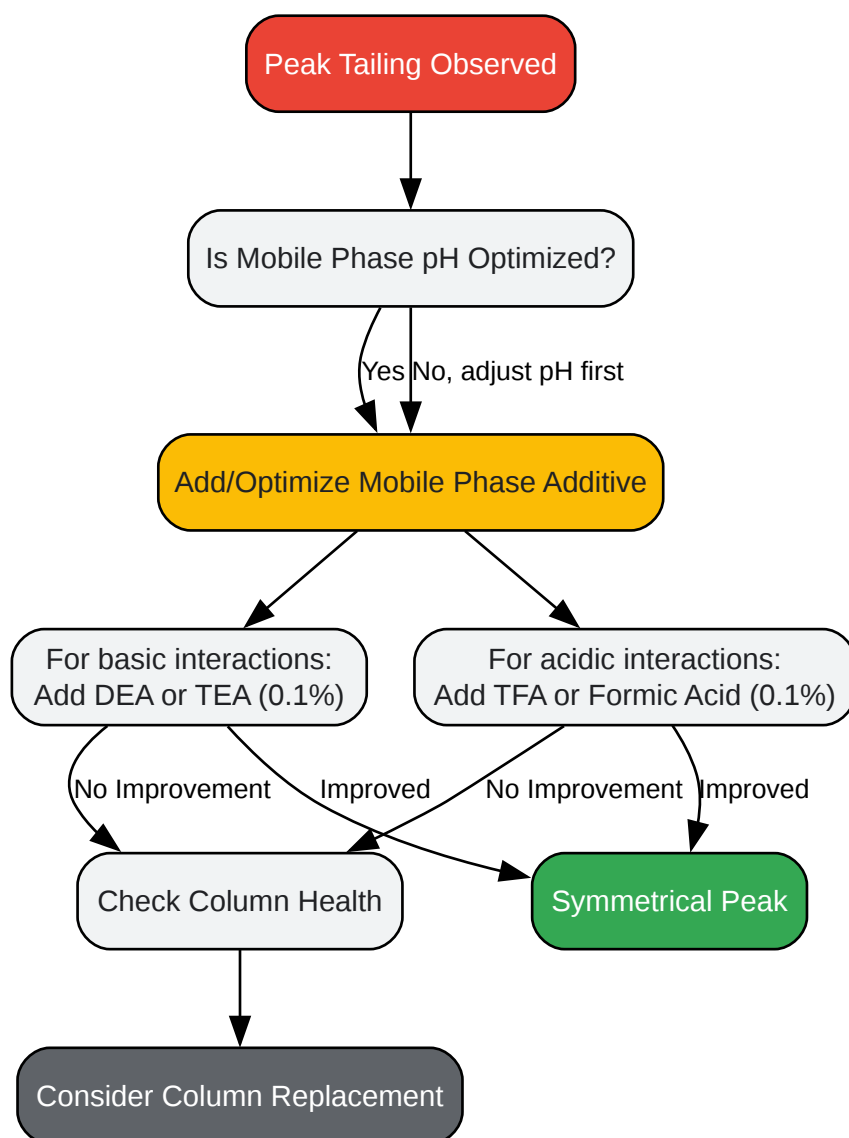 Peak Tailing Observed
Is Mobile Phase pH Optimized?
Yes
No, adjust pH first
Add/Optimize Mobile Phase Additive
For basic interactions:
Add DEA or TEA (0.1%)
For acidic interactions:
Add TFA or Formic Acid (0.1%)
No Improvement
Improved
No Improvement
Improved
Check Column Health
Symmetrical Peak
Consider Column Replacement